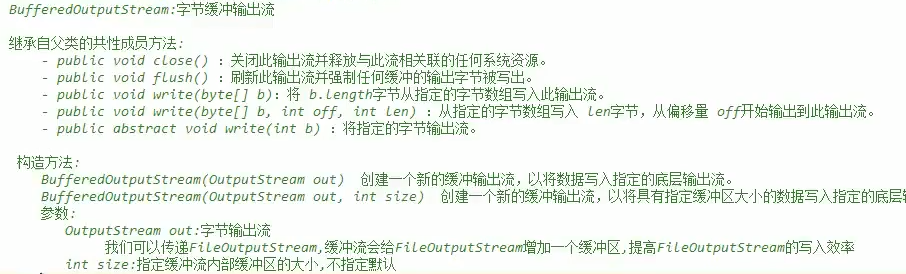 BufferedOutputStream:字节缓冲输出流
继承自父类的共性成员方法:
- public void close() :关闭此输出流并释放与此流相关联的任何系统资源。
- public void flush() :刷新此输出流并强制任何缓冲的输出字节被写出。
- public void write(byte[] b):将 b.length字节从指定的字节数组写入此输出流。
- public void write(byte[] b, int off, int len) :从指定的字节数组写入 len字节,从偏移量 off开始输出到此输出流。
- public abstract void write(int b) :将指定的字节输出流。
构造方法:
BufferedOutputStream(OutputStream out) 创建一个新的缓冲输出流,以将数据写入指定的底层输出流。
BufferedOutputStream(OutputStream out, int size) 创建一个新的缓冲输出流,以将具有指定缓冲区大小的数据写入指定的底层
参数:
OutputStream out:字节输出流
我们可以传递FileOutputStream,缓冲流会给FileOutputStream增加一个缓冲区,提高FileOutputStream的写入效率
int size:指定缓冲流内部缓冲区的大小,不指定默认